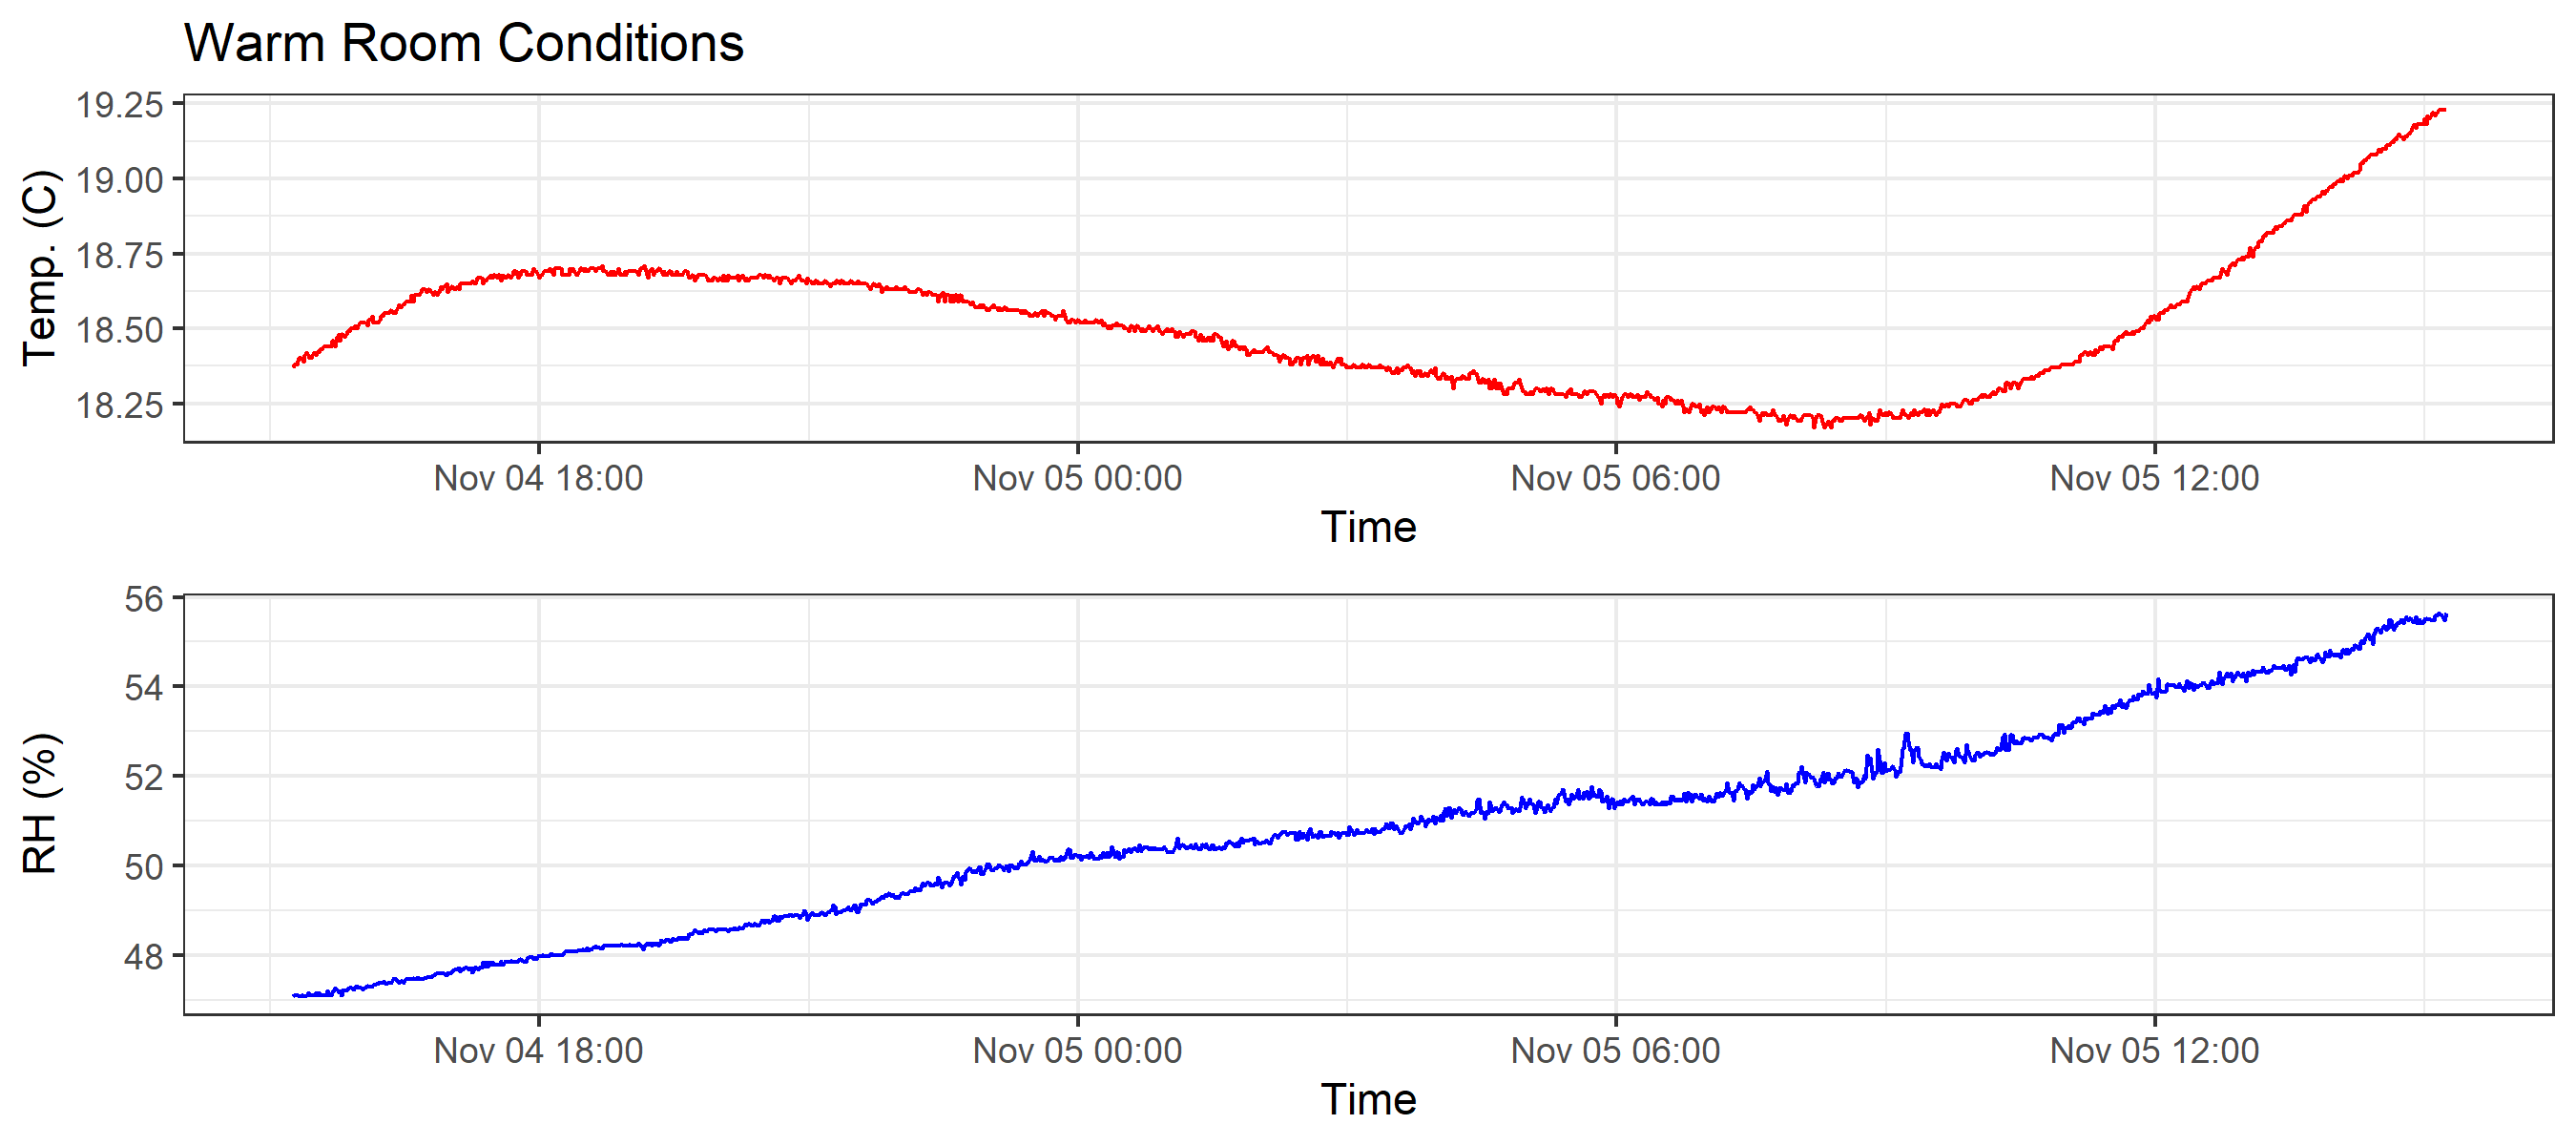 Warm Room Conditions
19.25
19.00
18.75
18.50
18.25
Temp. (C)
Nov 04 18:00 Nov 05 00:00 Nov 05 06:00 Nov 05 12:00
Time
56
54
52
50
48
RH (%)
Nov 04 18:00 Nov 05 00:00 Nov 05 06:00 Nov 05 12:00
Time